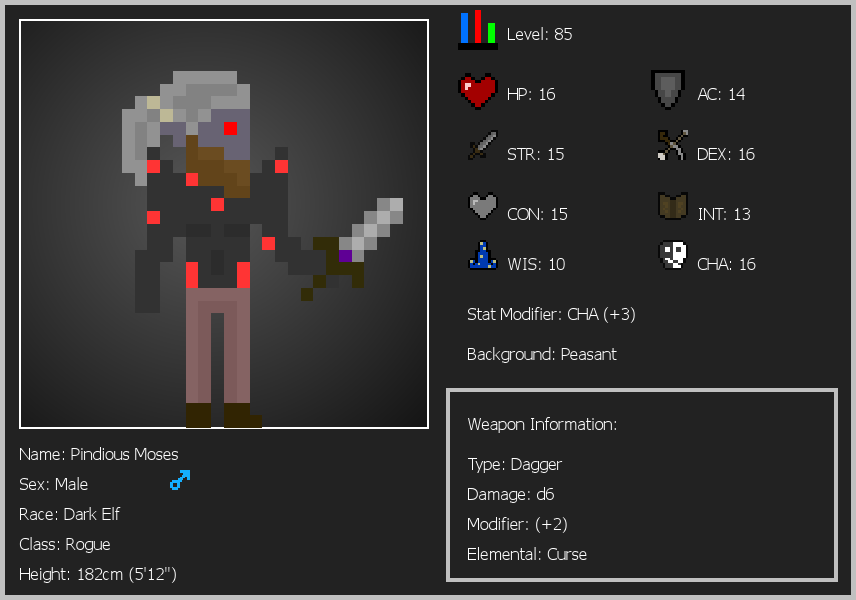 Level: 85
HP: 16
AC: 14
STR: 15
DEX: 16
CON: 15
INT: 13
WIS: 10
CHA: 16
Stat Modifier: CHA (+3)
Background: Peasant
Weapon Information:
Type: Dagger
Damage: d6
Modifier: (+2)
Elemental: Curse
Name: Pindious Moses
Sex: Male
Race: Dark Elf
Class: Rogue
Height: 182cm (5'12")